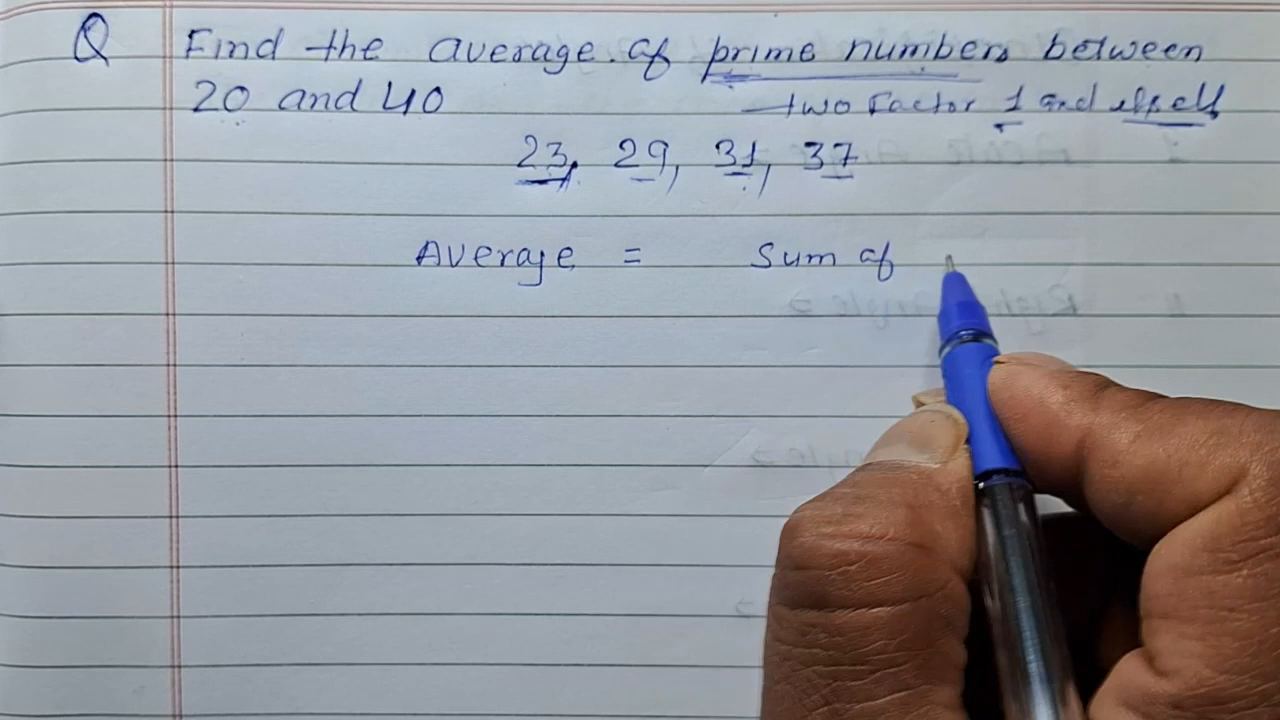 Q Find the average of prime numbers between
20 and 40 two Factor 1 and itself
23, 29, 31, 37
Average = Sum of